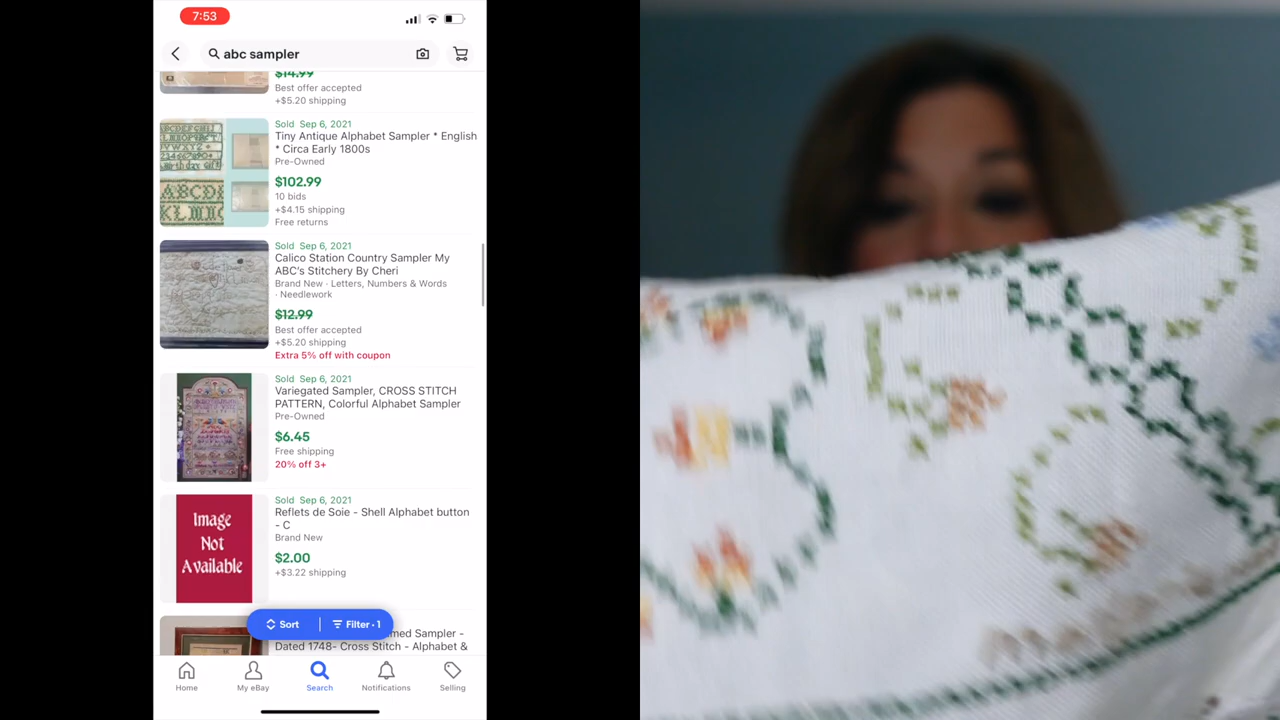 7:53
abc sampler
$14.99
Best offer accepted
+$5.20 shipping
Sold Sep 6, 2021
Tiny Antique Alphabet Sampler * English
* Circa Early 1800s
Pre-Owned
$102.99
10 bids
+$4.15 shipping
Free returns
Sold Sep 6, 2021
Calico Station Country Sampler My
ABC's Stitchery By Cheri
Brand New · Letters, Numbers & Words
· Needlework
$12.99
Best offer accepted
+$5.20 shipping
Extra 5% off with coupon
Sold Sep 6, 2021
Variegated Sampler, CROSS STITCH
PATTERN, Colorful Alphabet Sampler
Pre-Owned
$6.45
Free shipping
20% off 3+
Sold Sep 6, 2021
Reflets de Soie - Shell Alphabet button
- C
Brand New
$2.00
+$3.22 shipping
Image
Not
Available
Sort
Filter · 1
Sampler -
Dated 1748- Cross Stitch - Alphabet &
Home
My eBay
Search
Notifications
Selling